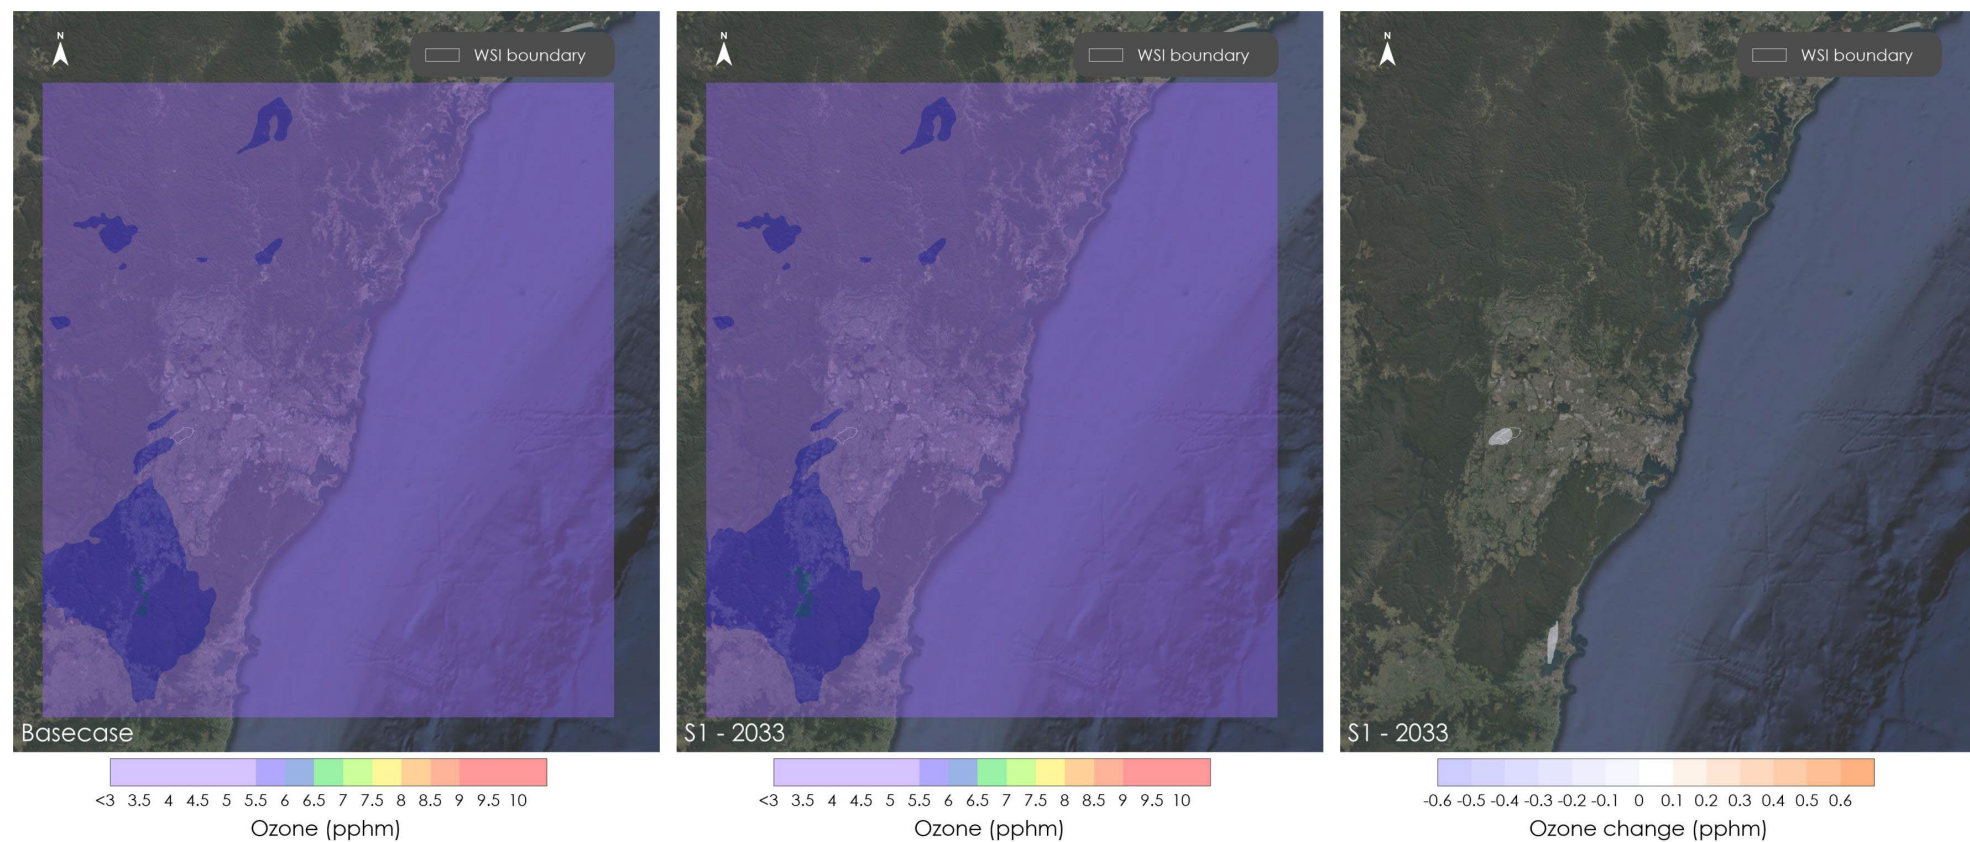 N
WSI boundary
Basecase
<3 3.5 4 4.5 5 5.5 6 6.5 7 7.5 8 8.5 9 9.5 10
Ozone (pphm)
N
WSI boundary
S1 - 2033
<3 3.5 4 4.5 5 5.5 6 6.5 7 7.5 8 8.5 9 9.5 10
Ozone (pphm)
N
WSI boundary
S1 - 2033
-0.6 -0.5 -0.4 -0.3 -0.2 -0.1 0 0.1 0.2 0.3 0.4 0.5 0.6
Ozone change (pphm)